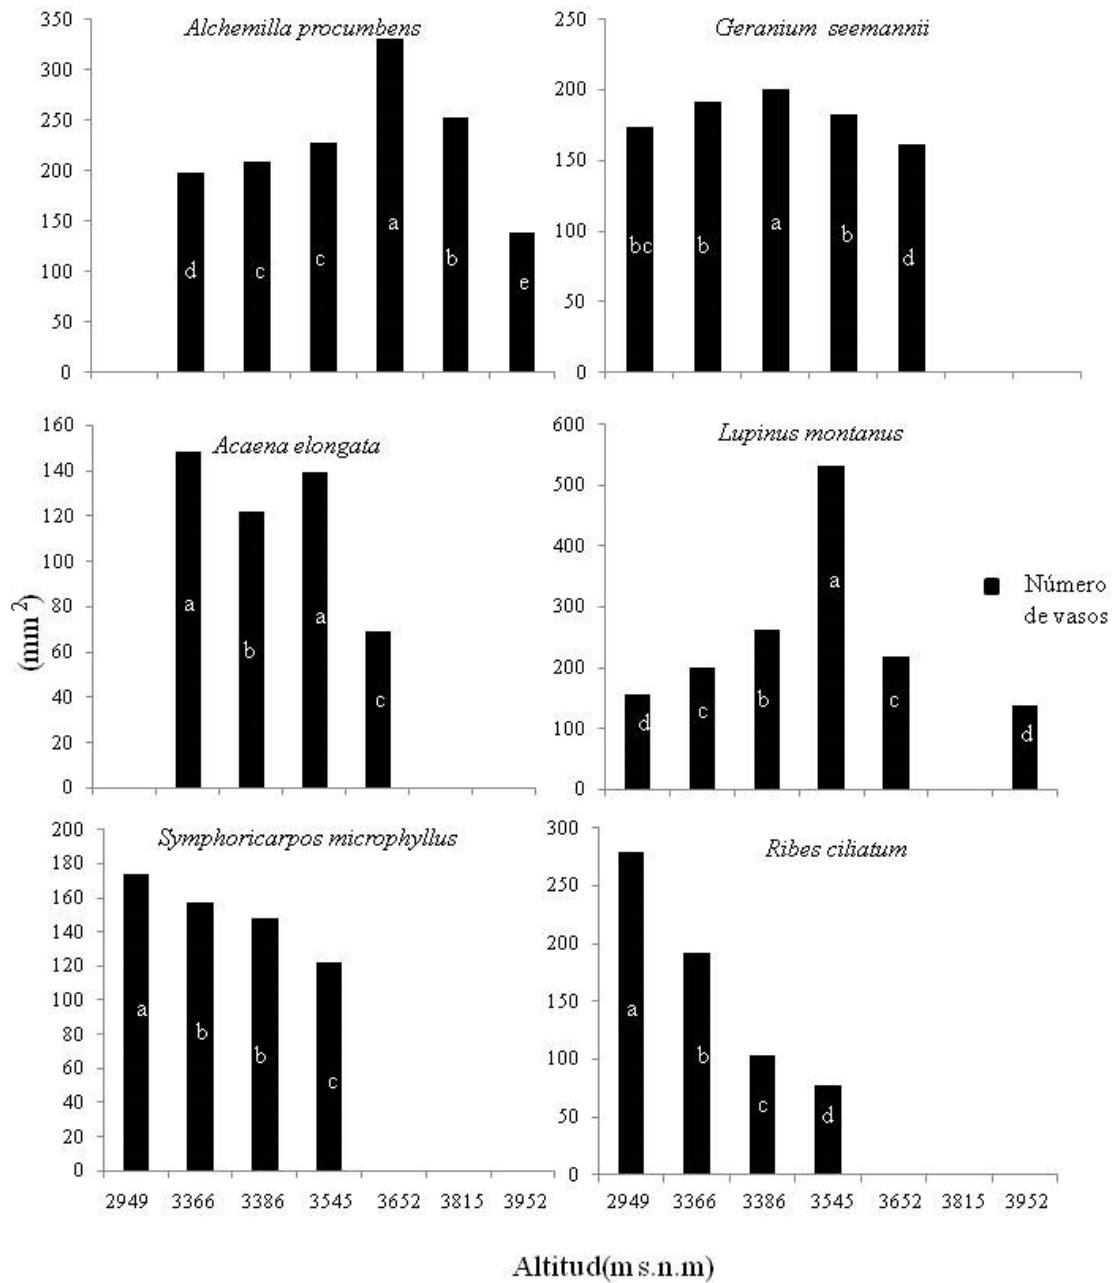 Alchemilla procumbens
350
300
250
200
150
100
50
0
d
c
c
a
b
e
Geranium seemannii
250
200
150
100
50
0
bc
b
a
b
d
(mm²)
Acaena elongata
160
140
120
100
80
60
40
20
0
a
b
a
c
Lupinus montanus
600
500
400
300
200
100
0
d
c
b
a
c
d
Número
de vasos
Symphoricarpos microphyllus
200
180
160
140
120
100
80
60
40
20
0
a
b
b
c
2949 3366 3386 3545 3652 3815 3952
Ribes ciliatum
300
250
200
150
100
50
0
a
b
c
d
2949 3366 3386 3545 3652 3815 3952
Altitud(m s.n.m)